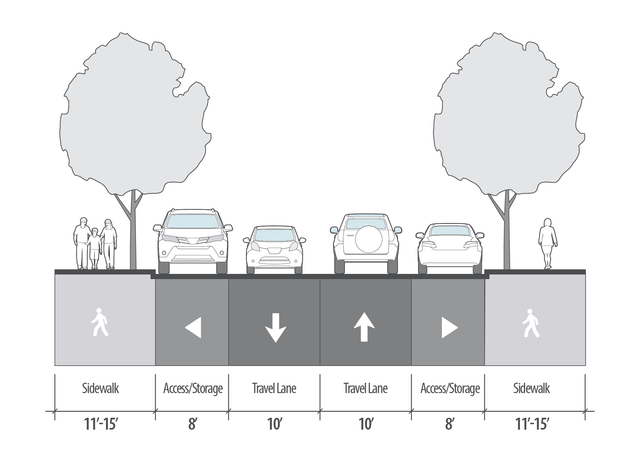 Sidewalk Access/Storage Travel Lane Travel Lane Access/Storage Sidewalk
11'-15' 8' 10' 10' 8' 11'-15'